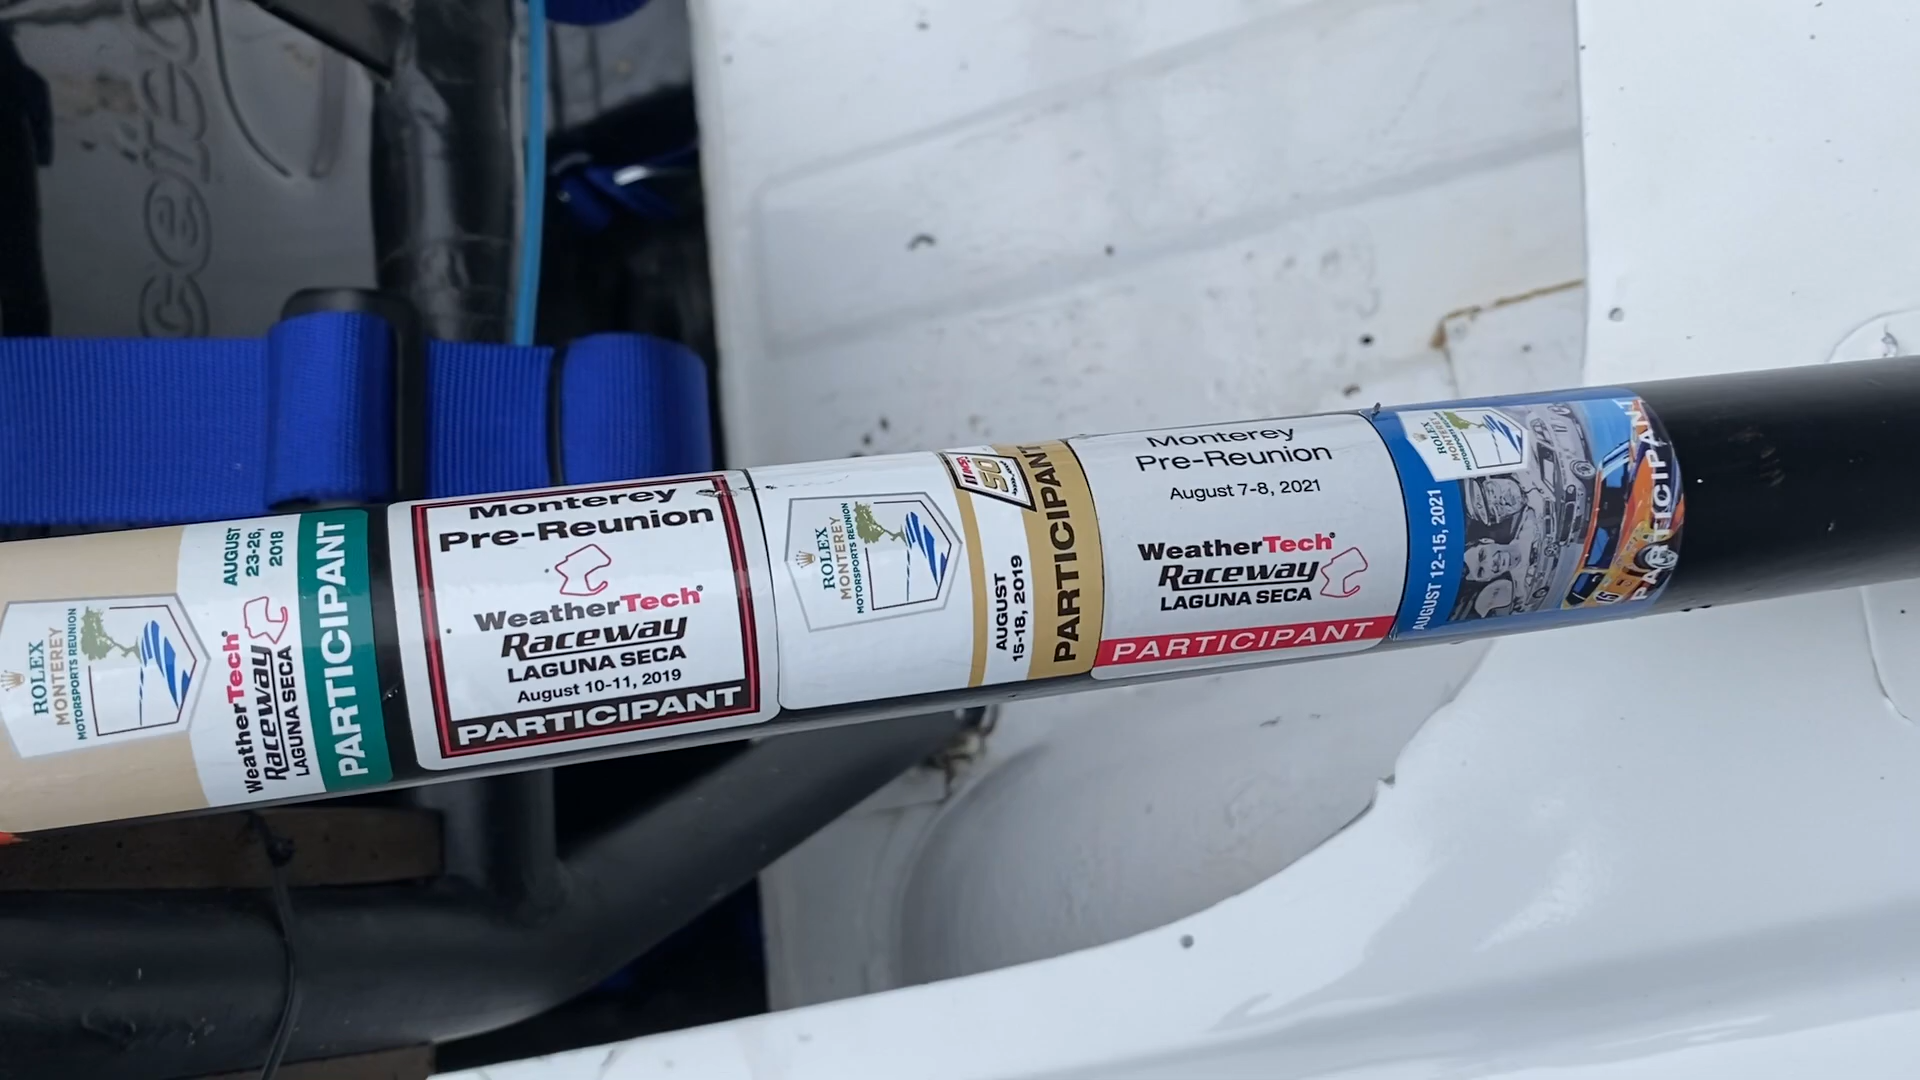 ROLEX
MONTEREY
MOTORSPORTS REUNION
AUGUST
23-26,
2018
WeatherTech
Raceway
LAGUNA SECA
PARTICIPANT
Monterey
Pre-Reunion
WeatherTech
Raceway
LAGUNA SECA
August 10-11, 2019
PARTICIPANT
ROLEX
MONTEREY
MOTORSPORTS REUNION
50
AUGUST
15-18, 2019
PARTICIPANT
Monterey
Pre-Reunion
August 7-8, 2021
WeatherTech
Raceway
LAGUNA SECA
PARTICIPANT
ROLEX
MONTEREY
MOTORSPORTS REUNION
AUGUST 12-15, 2021
PARTICIPANT